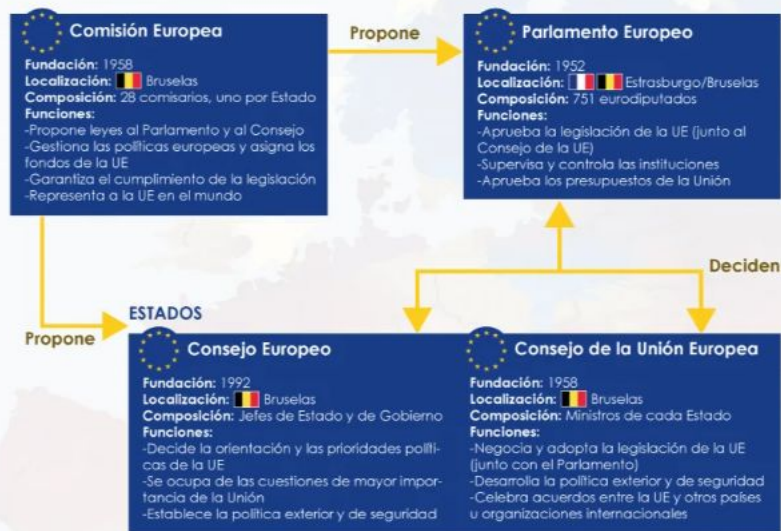 Comisión Europea
Fundación: 1958
Localización: Bruselas
Composición: 28 comisarios, uno por Estado
Funciones:
-Propone leyes al Parlamento y al Consejo
-Gestiona las políticas europeas y asigna los
fondos de la UE
-Garantiza el cumplimiento de la legislación
-Representa a la UE en el mundo
Propone
Parlamento Europeo
Fundación: 1952
Localización: Estrasburgo/Bruselas
Composición: 751 eurodiputados
Funciones:
-Aprueba la legislación de la UE (junto al
Consejo de la UE)
-Supervisa y controla las instituciones
-Aprueba los presupuestos de la Unión
Deciden
Propone
ESTADOS
Consejo Europeo
Fundación: 1992
Localización: Bruselas
Composición: Jefes de Estado y de Gobierno
Funciones:
-Decide la orientación y las prioridades políti-
cas de la UE
-Se ocupa de las cuestiones de mayor impor-
tancia de la Unión
-Establece la política exterior y de seguridad
Consejo de la Unión Europea
Fundación: 1958
Localización: Bruselas
Composición: Ministros de cada Estado
Funciones:
-Negocia y adopta la legislación de la UE
(junto con el Parlamento)
-Desarrolla la política exterior y de seguridad
-Celebra acuerdos entre la UE y otros países
u organizaciones internacionales